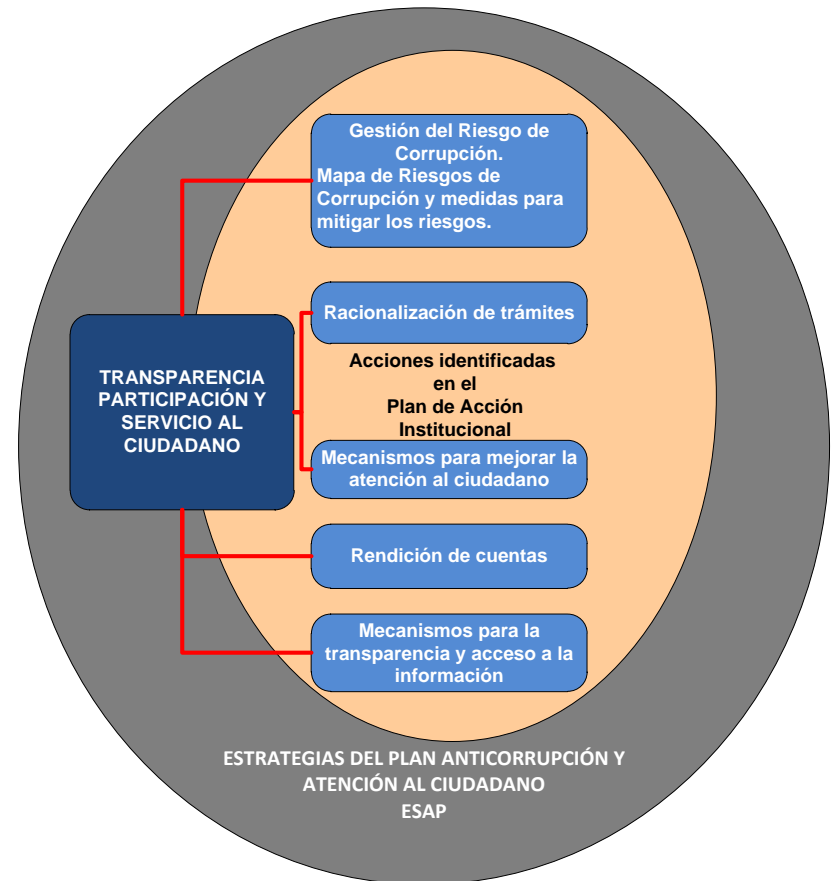 Gestión del Riesgo de
Corrupción.
Mapa de Riesgos de
Corrupción y medidas para
mitigar los riesgos.
Racionalización de trámites
TRANSPARENCIA
PARTICIPACIÓN Y
SERVICIO AL
CIUDADANO
Acciones identificadas
en el
Plan de Acción
Institucional
Mecanismos para mejorar la
atención al ciudadano
Rendición de cuentas
Mecanismos para la
transparencia y acceso a la
información
ESTRATEGIAS DEL PLAN ANTICORRUPCIÓN Y
ATENCIÓN AL CIUDADANO
ESAP